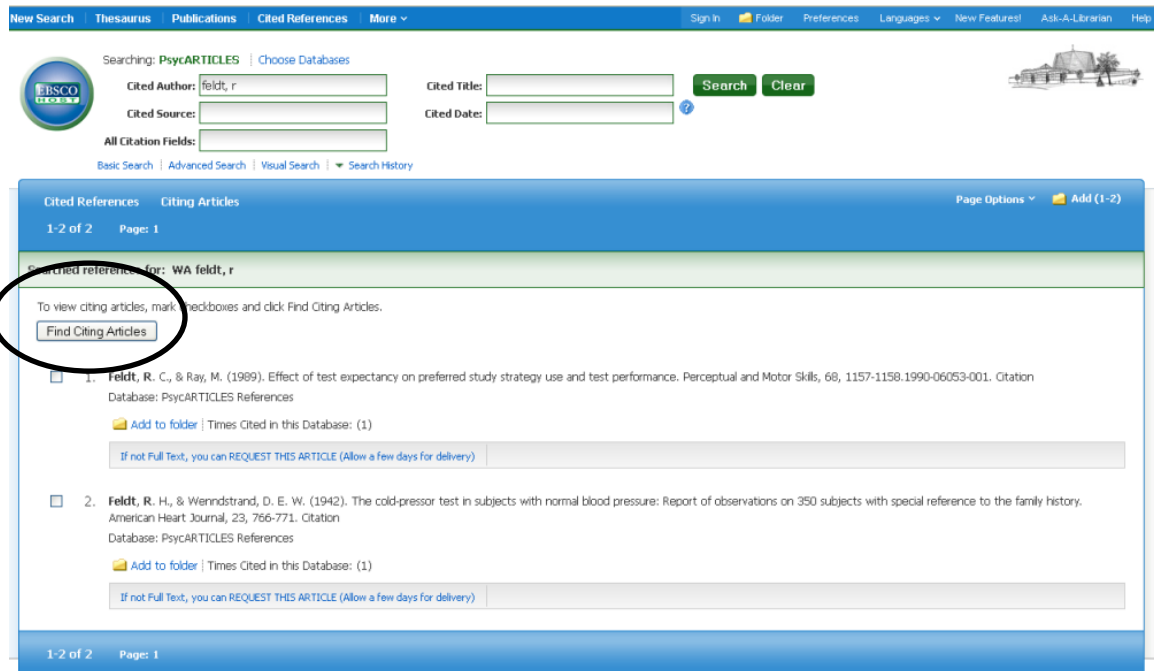 New Search Thesaurus Publications Cited References More Sign In Folder Preferences Languages New Features! Ask-A-Librarian Help
Searching: PsycARTICLES Choose Databases
EBSCO
HOST
Cited Author: feldt, r Cited Title: Search Clear
Cited Source: Cited Date: ?
All Citation Fields:
Basic Search Advanced Search Visual Search Search History
Cited References Citing Articles Page Options Add (1-2)
1-2 of 2 Page: 1
Searched references for: WA feldt, r
To view citing articles, mark checkboxes and click Find Citing Articles.
Find Citing Articles
1. Feldt, R. C., & Ray, M. (1989). Effect of test expectancy on preferred study strategy use and test performance. Perceptual and Motor Skills, 68, 1157-1158.1990-06053-001. Citation
Database: PsycARTICLES References
Add to folder Times Cited in this Database: (1)
If not Full Text, you can REQUEST THIS ARTICLE (Allow a few days for delivery)
2. Feldt, R. H., & Wenndstrand, D. E. W. (1942). The cold-pressor test in subjects with normal blood pressure: Report of observations on 350 subjects with special reference to the family history.
American Heart Journal, 23, 766-771. Citation
Database: PsycARTICLES References
Add to folder Times Cited in this Database: (1)
If not Full Text, you can REQUEST THIS ARTICLE (Allow a few days for delivery)
1-2 of 2 Page: 1